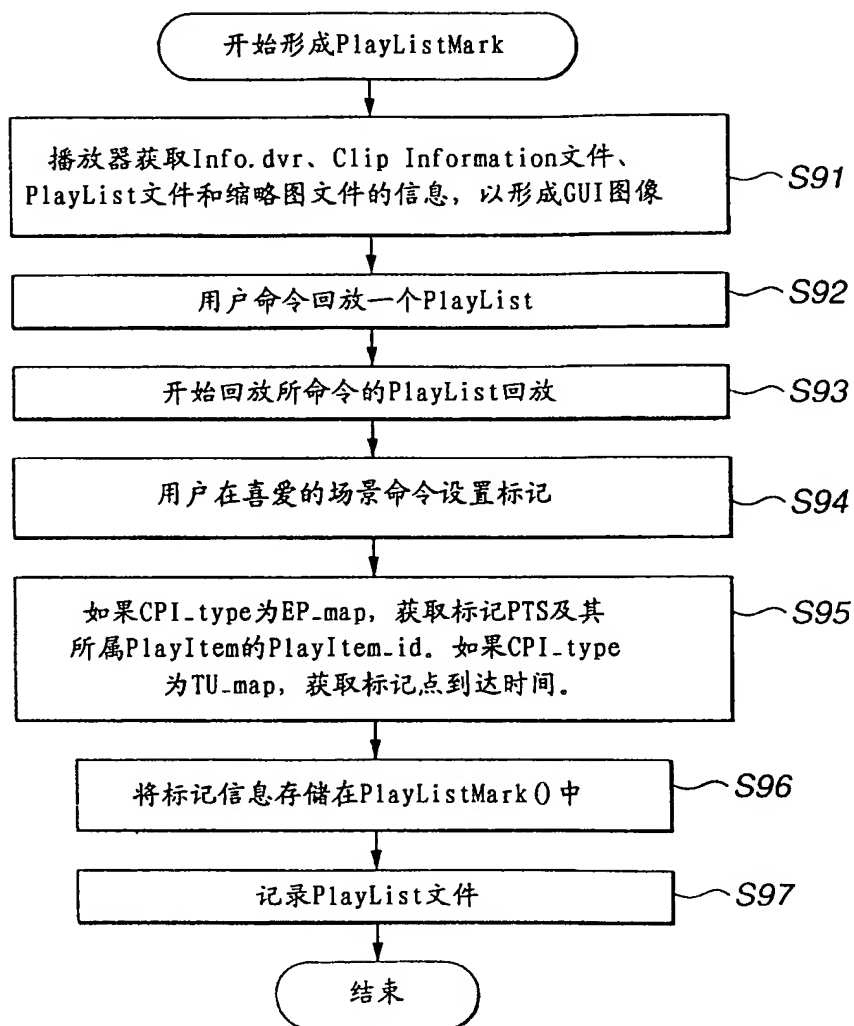 开始形成PlayListMark
播放器获取Info.dvr、Clip Information文件、
PlayList文件和缩略图文件的信息，以形成GUI图像
S91
用户命令回放一个PlayList
S92
开始回放所命令的PlayList回放
S93
用户在喜爱的场景命令设置标记
S94
如果CPI_type为EP_map，获取标记PTS及其
所属PlayItem的PlayItem_id。如果CPI_type
为TU_map，获取标记点到达时间。
S95
将标记信息存储在PlayListMark()中
S96
记录PlayList文件
S97
结束